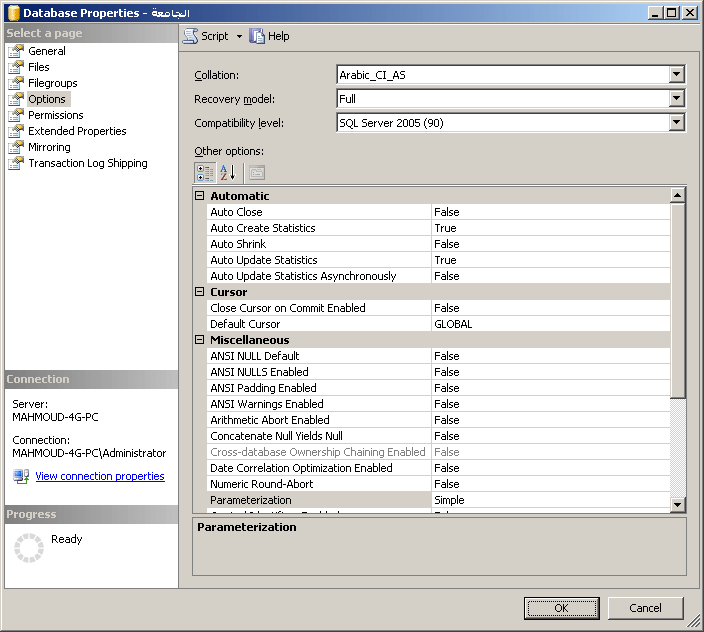 Database Properties - الجامعة
Select a page
General
Files
Filegroups
Options
Permissions
Extended Properties
Mirroring
Transaction Log Shipping
Connection
Server:
MAHMOUD-4G-PC
Connection:
MAHMOUD-4G-PC\Administrator
View connection properties
Progress
Ready
Script Help
Collation: Arabic_CI_AS
Recovery model: Full
Compatibility level: SQL Server 2005 (90)
Other options:
Automatic
Auto Close False
Auto Create Statistics True
Auto Shrink False
Auto Update Statistics True
Auto Update Statistics Asynchronously False
Cursor
Close Cursor on Commit Enabled False
Default Cursor GLOBAL
Miscellaneous
ANSI NULL Default False
ANSI NULLS Enabled False
ANSI Padding Enabled False
ANSI Warnings Enabled False
Arithmetic Abort Enabled False
Concatenate Null Yields Null False
Cross-database Ownership Chaining Enabled False
Date Correlation Optimization Enabled False
Numeric Round-Abort False
Parameterization Simple
Parameterization
OK Cancel